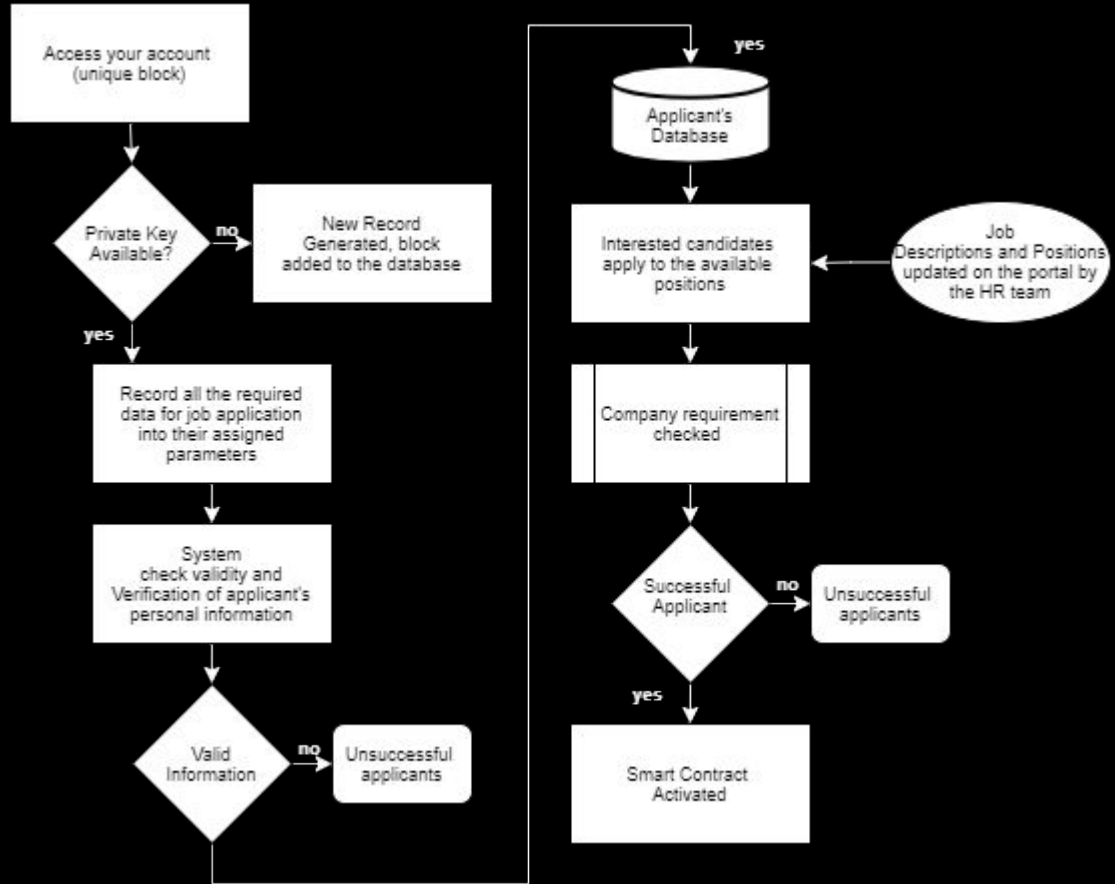 Access your account
(unique block)
Private Key
Available?
no
New Record
Generated, block
added to the database
yes
Record all the required
data for job application
into their assigned
parameters
System
check validity and
Verification of applicant's
personal information
Valid
Information
no
Unsuccessful
applicants
yes
Applicant's
Database
Interested candidates
apply to the available
positions
Job
Descriptions and Positions
updated on the portal by
the HR team
Company requirement
checked
Successful
Applicant
no
Unsuccessful
applicants
yes
Smart Contract
Activated